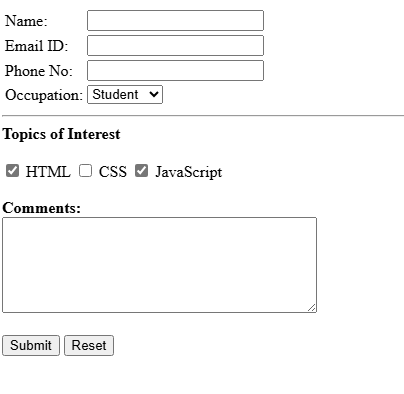 Name:
Email ID:
Phone No:
Occupation: Student
Topics of Interest
HTML CSS JavaScript
Comments:
Submit Reset